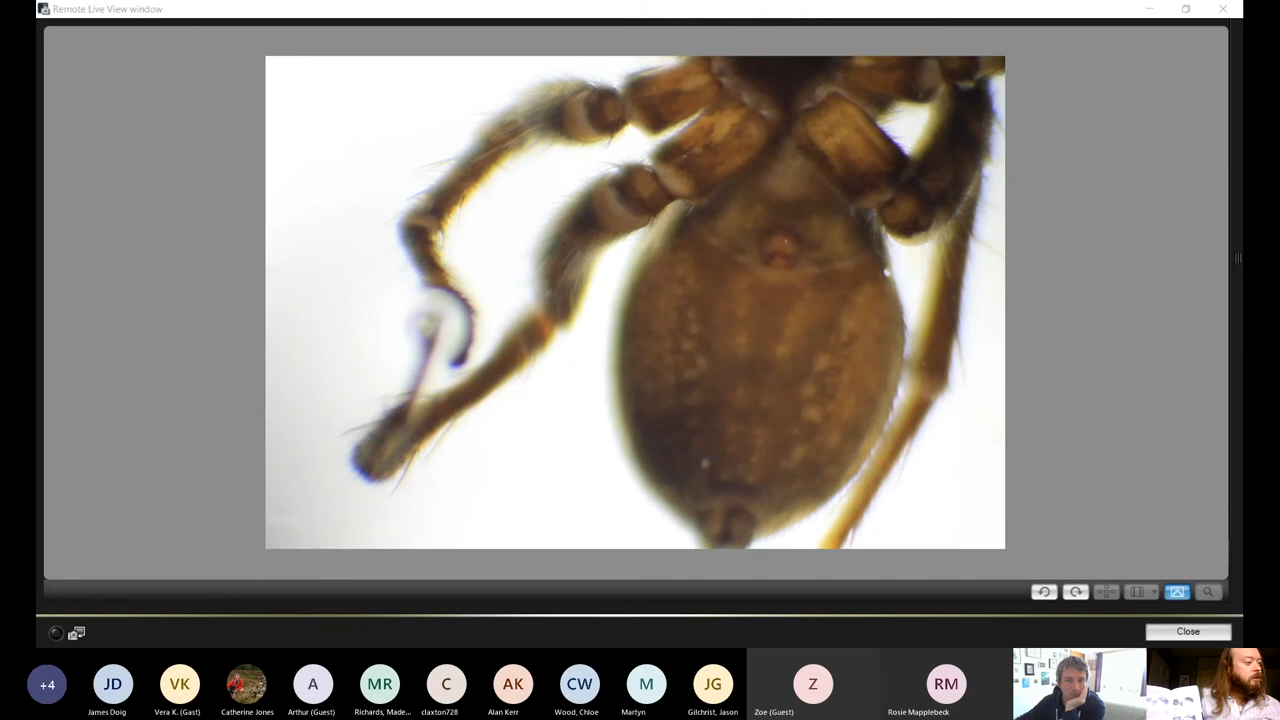 Remote Live View window
Close
+4
JD
VK
A
MR
C
AK
CW
M
JG
Z
RM
James Doig
Vera K. (Gast)
Catherine Jones
Arthur (Guest)
Richards, Made...
claxton728
Alan Kerr
Wood, Chloe
Martyn
Gilchrist, Jason
Zoe (Guest)
Rosie Mapplebeck